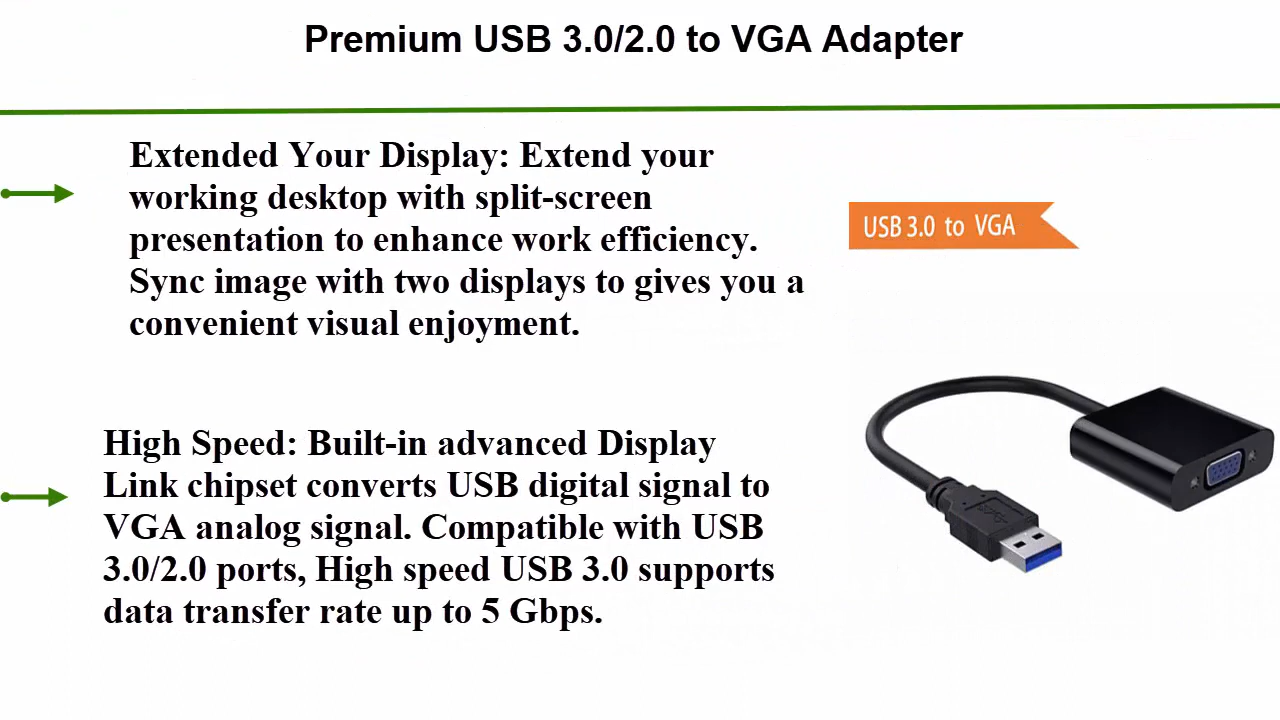 Premium USB 3.0/2.0 to VGA Adapter
Extended Your Display: Extend your
working desktop with split-screen
presentation to enhance work efficiency.
Sync image with two displays to gives you a
convenient visual enjoyment.
USB 3.0 to VGA
High Speed: Built-in advanced Display
Link chipset converts USB digital signal to
VGA analog signal. Compatible with USB
3.0/2.0 ports, High speed USB 3.0 supports
data transfer rate up to 5 Gbps.